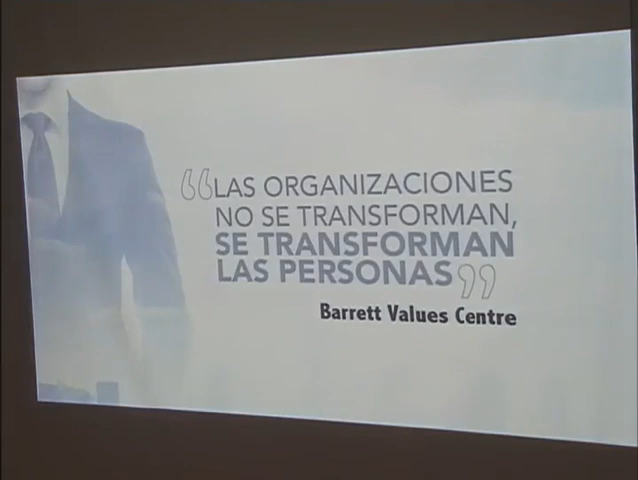 “LAS ORGANIZACIONES
NO SE TRANSFORMAN,
SE TRANSFORMAN
LAS PERSONAS”
Barrett Values Centre